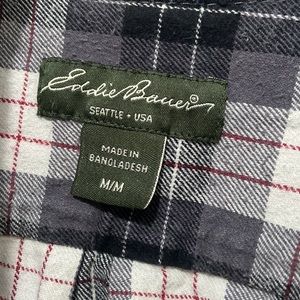 Eddie Bauer®
SEATTLE • USA
MADE IN
BANGLADESH
M/M